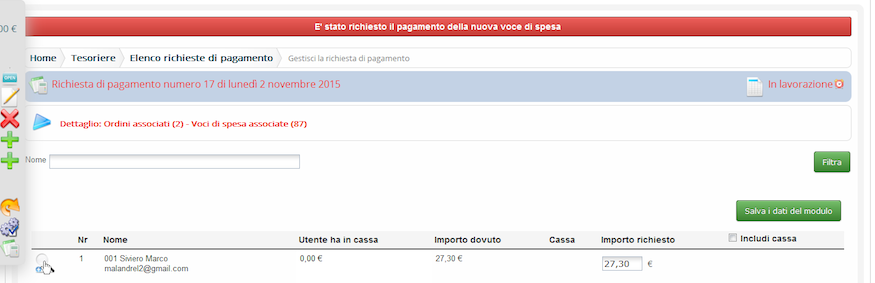 E' stato richiesto il pagamento della nuova voce di spesa
00 €
Home Tesoriere Elenco richieste di pagamento Gestisci la richiesta di pagamento
OPEN
Richiesta di pagamento numero 17 di lunedì 2 novembre 2015 In lavorazione
Dettaglio: Ordini associati (2) - Voci di spesa associate (87)
Nome
Filtra
Salva i dati del modulo
Nr Nome Utente ha in cassa Importo dovuto Cassa Importo richiesto Includi cassa
1 001 Siviero Marco 0,00 € 27,30 € 27,30 €
malandrel2@gmail.com